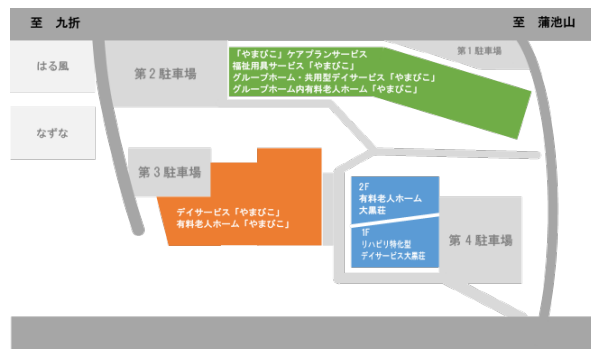 至 九折
至 蒲池山
はる風
第2駐車場
「やまびこ」ケアプランサービス
福祉用具サービス「やまびこ」
グループホーム・共用型デイサービス「やまびこ」
グループホーム内有料老人ホーム「やまびこ」
第1駐車場
なずな
第3駐車場
デイサービス「やまびこ」
有料老人ホーム「やまびこ」
2F
有料老人ホーム
大黒荘
1F
リハビリ特化型
デイサービス大黒荘
第4駐車場